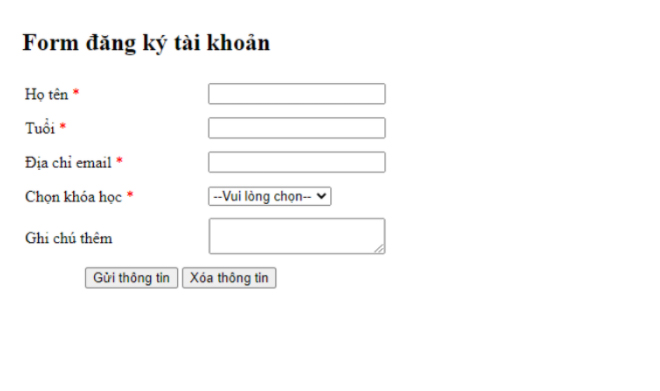 Form đăng ký tài khoản
Họ tên *
Tuổi *
Địa chỉ email *
Chọn khóa học * --Vui lòng chọn--
Ghi chú thêm
Gửi thông tin Xóa thông tin